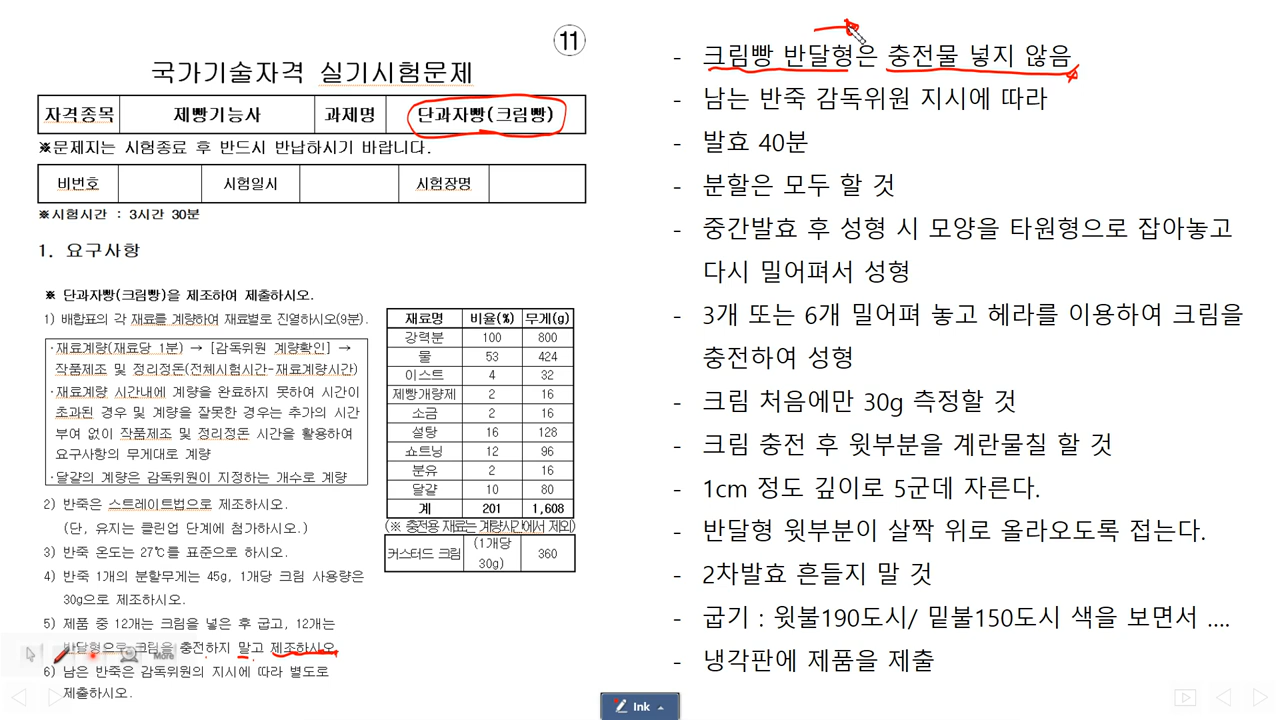 11
국가기술자격 실기시험문제
자격종목 제빵기능사 과제명 단과자빵(크림빵)
※문제지는 시험종료 후 반드시 반납하시기 바랍니다.
비번호 시험일시 시험장명
※시험시간 : 3시간 30분
1. 요구사항
※ 단과자빵(크림빵)을 제조하여 제출하시오.
1) 배합표의 각 재료를 계량하여 재료별로 진열하시오(9분).
·재료계량(재료당 1분) → [감독위원 계량확인] →
작품제조 및 정리정돈(전체시험시간-재료계량시간)
·재료계량 시간내에 계량을 완료하지 못하여 시간이
초과된 경우 및 계량을 잘못한 경우는 추가의 시간
부여 없이 작품제조 및 정리정돈 시간을 활용하여
요구사항의 무게대로 계량
·달걀의 계량은 감독위원이 지정하는 개수로 계량
2) 반죽은 스트레이트법으로 제조하시오.
(단, 유지는 클린업 단계에 첨가하시오.)
3) 반죽 온도는 27℃를 표준으로 하시오.
4) 반죽 1개의 분할무게는 45g, 1개당 크림 사용량은
30g으로 제조하시오.
5) 제품 중 12개는 크림을 넣은 후 굽고, 12개는
반달형으로 크림을 충전하지 말고 제조하시오.
6) 남은 반죽은 감독위원의 지시에 따라 별도로
제출하시오.
재료명 비율(%) 무게(g)
강력분 100 800
물 53 424
이스트 4 32
제빵개량제 2 16
소금 2 16
설탕 16 128
쇼트닝 12 96
분유 2 16
달걀 10 80
계 201 1,608
(※ 충전용 재료는 계량시간에서 제외)
커스터드 크림 (1개당 30g) 360
- 크림빵 반달형은 충전물 넣지 않음
- 남는 반죽 감독위원 지시에 따라
- 발효 40분
- 분할은 모두 할 것
- 중간발효 후 성형 시 모양을 타원형으로 잡아놓고
다시 밀어펴서 성형
- 3개 또는 6개 밀어펴 놓고 헤라를 이용하여 크림을
충전하여 성형
- 크림 처음에만 30g 측정할 것
- 크림 충전 후 윗부분을 계란물칠 할 것
- 1cm 정도 깊이로 5군데 자른다.
- 반달형 윗부분이 살짝 위로 올라오도록 접는다.
- 2차발효 흔들지 말 것
- 굽기 : 윗불190도시/ 밑불150도시 색을 보면서 ....
- 냉각판에 제품을 제출
More
Ink